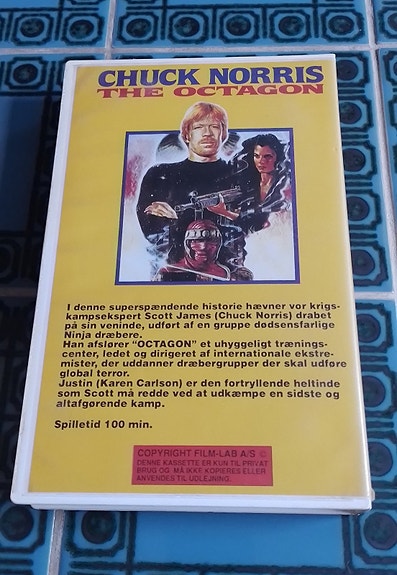 CHUCK NORRIS
THE OCTAGON
I denne superspændende historie hævner vor krigs-
kampsekspert Scott James (Chuck Norris) drabet
på sin veninde, udført af en gruppe dødsensfarlige
Ninja dræbere.
Han afslører "OCTAGON" et uhyggeligt trænings-
center, ledet og dirigeret af internationale ekstre-
mister, der uddanner dræbergrupper der skal udføre
global terror.
Justin (Karen Carlson) er den fortryllende heltinde
som Scott må redde ved at udkæmpe en sidste og
altafgørende kamp.
Spilletid 100 min.
COPYRIGHT FILM-LAB A/S ©
DENNE KASSETTE ER KUN TIL PRIVAT
BRUG OG MÅ IKKE KOPIERES ELLER
ANVENDES TIL UDLEJNING.